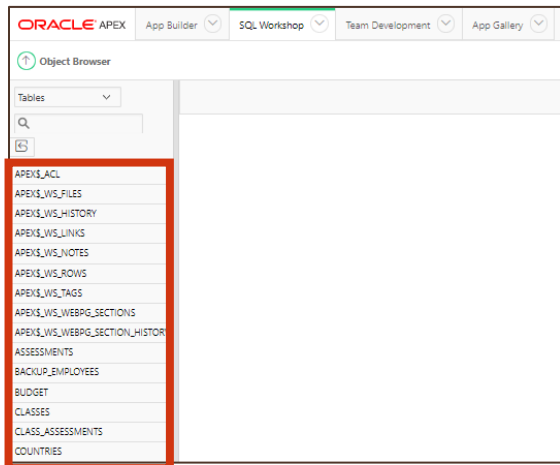 ORACLE APEX App Builder SQL Workshop Team Development App Gallery
Object Browser
Tables
APEX$_ACL
APEX$_WS_FILES
APEX$_WS_HISTORY
APEX$_WS_LINKS
APEX$_WS_NOTES
APEX$_WS_ROWS
APEX$_WS_TAGS
APEX$_WS_WEBPG_SECTIONS
APEX$_WS_WEBPG_SECTION_HISTORY
ASSESSMENTS
BACKUP_EMPLOYEES
BUDGET
CLASSES
CLASS_ASSESSMENTS
COUNTRIES